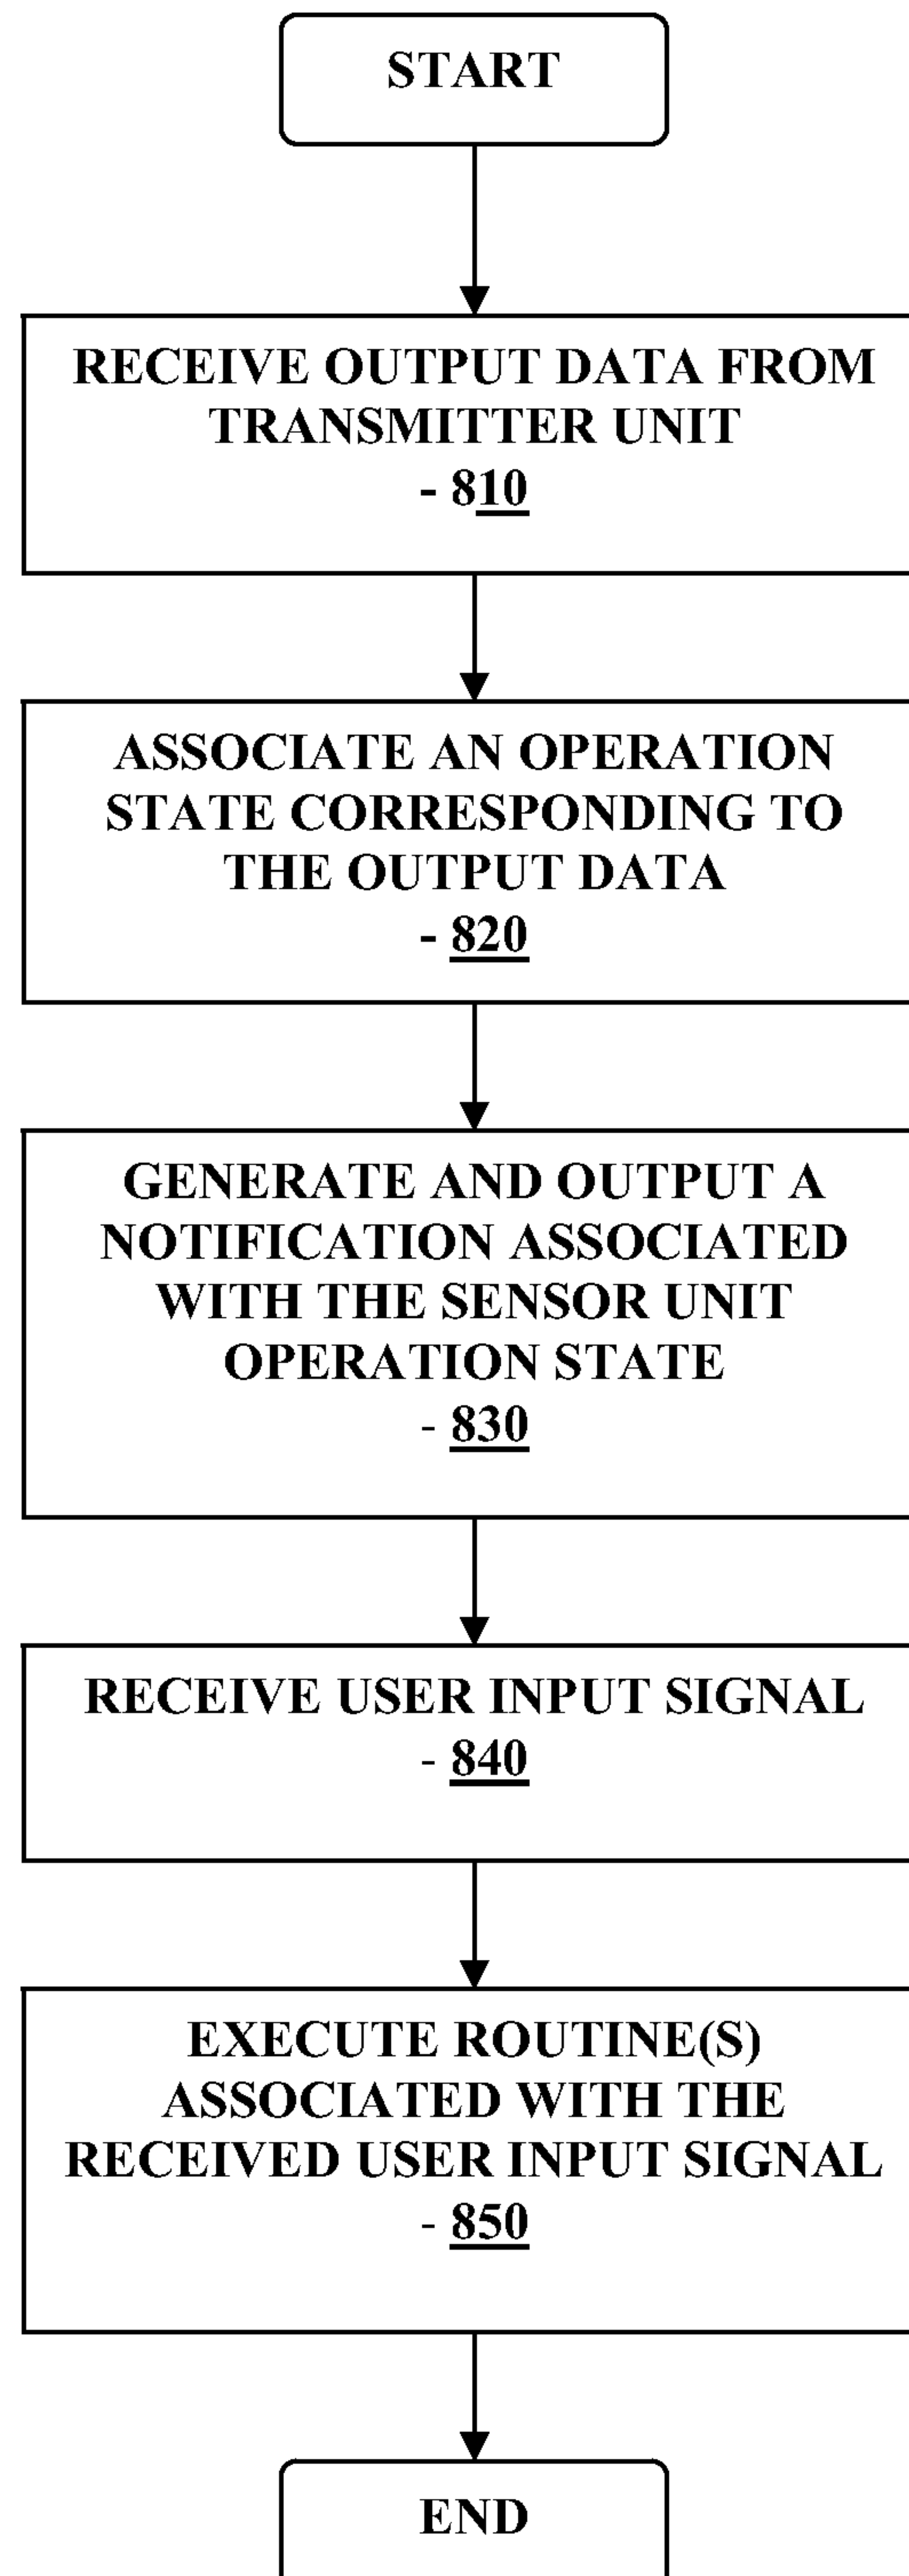 START
RECEIVE OUTPUT DATA FROM
TRANSMITTER UNIT
- 810
ASSOCIATE AN OPERATION
STATE CORRESPONDING TO
THE OUTPUT DATA
- 820
GENERATE AND OUTPUT A
NOTIFICATION ASSOCIATED
WITH THE SENSOR UNIT
OPERATION STATE
- 830
RECEIVE USER INPUT SIGNAL
- 840
EXECUTE ROUTINE(S)
ASSOCIATED WITH THE
RECEIVED USER INPUT SIGNAL
- 850
END